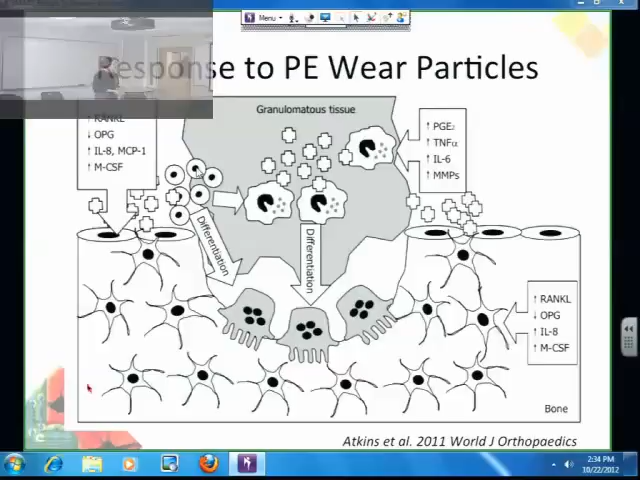 Menu
Response to PE Wear Particles
Granulomatous tissue
↑ RANKL
↓ OPG
↑ IL-8, MCP-1
↑ M-CSF
↑ PGE₂
↑ TNFα
↑ IL-6
↑ MMPs
Differentiation
Differentiation
↑ RANKL
↓ OPG
↑ IL-8
↑ M-CSF
Bone
Atkins et al. 2011 World J Orthopaedics
2:34 PM
10/22/2012